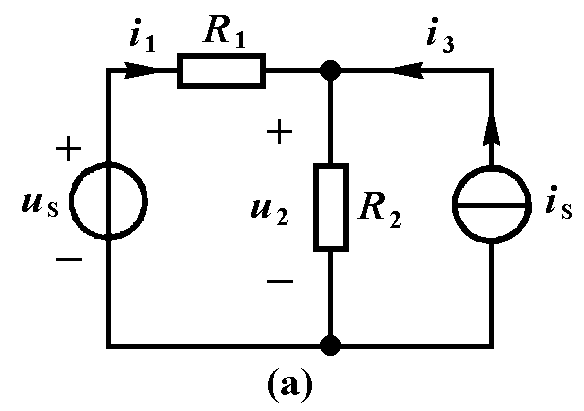 i₁ R₁ i₃
+ +
uₛ u₂ R₂ iₛ
− −
(a)